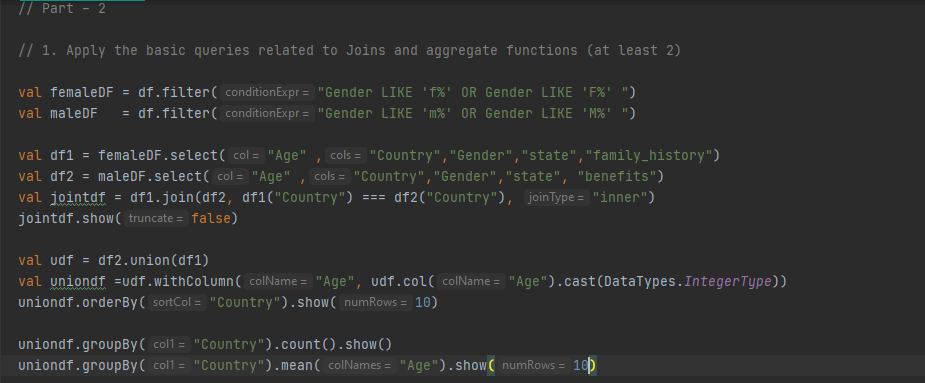 // Part – 2
// 1. Apply the basic queries related to Joins and aggregate functions (at least 2)
val femaleDF = df.filter( conditionExpr = "Gender LIKE 'f%' OR Gender LIKE 'F%' ")
val maleDF   = df.filter( conditionExpr = "Gender LIKE 'm%' OR Gender LIKE 'M%' ")
val df1 = femaleDF.select( col = "Age" , cols = "Country","Gender","state","family_history")
val df2 = maleDF.select( col = "Age" , cols = "Country","Gender","state", "benefits")
val jointdf = df1.join(df2, df1("Country") === df2("Country"), joinType = "inner")
jointdf.show( truncate = false)
val udf = df2.union(df1)
val uniondf =udf.withColumn( colName = "Age", udf.col( colName = "Age").cast(DataTypes.IntegerType))
uniondf.orderBy( sortCol = "Country").show( numRows = 10)
uniondf.groupBy( col1 = "Country").count().show()
uniondf.groupBy( col1 = "Country").mean( colNames = "Age").show( numRows = 10)